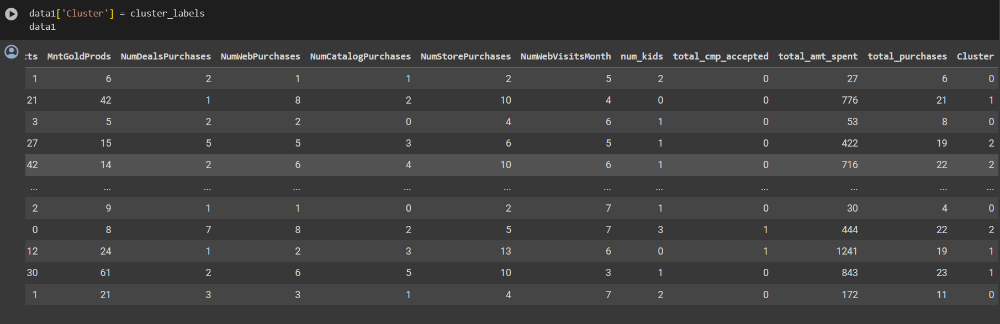 data1['Cluster'] = cluster_labels
data1
cts MntGoldProds NumDealsPurchases NumWebPurchases NumCatalogPurchases NumStorePurchases NumWebVisitsMonth num_kids total_cmp_accepted total_amt_spent total_purchases Cluster
1 6 2 1 1 2 5 2 0 27 6 0
21 42 1 8 2 10 4 0 0 776 21 1
3 5 2 2 0 4 6 1 0 53 8 0
27 15 5 5 3 6 5 1 0 422 19 2
42 14 2 6 4 10 6 1 0 716 22 2
... ... ... ... ... ... ... ... ... ... ... ...
2 9 1 1 0 2 7 1 0 30 4 0
0 8 7 8 2 5 7 3 1 444 22 2
12 24 1 2 3 13 6 0 1 1241 19 1
30 61 2 6 5 10 3 1 0 843 23 1
1 21 3 3 1 4 7 2 0 172 11 0